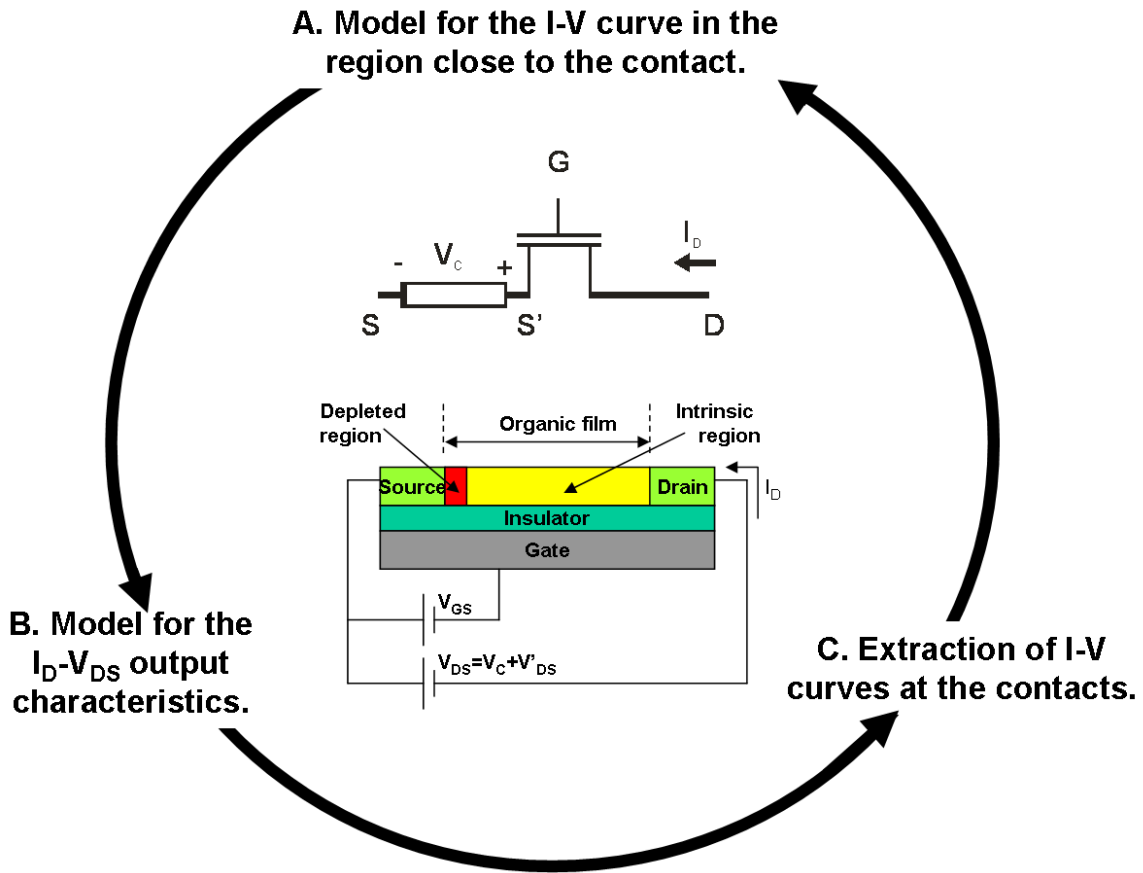 A. Model for the I-V curve in the
region close to the contact.
G
I_D
- V_C +
S S' D
Depleted
region
Organic film
Intrinsic
region
Source
Drain
I_D
Insulator
Gate
V_GS
V_DS=V_C+V'_DS
B. Model for the
I_D-V_DS output
characteristics.
C. Extraction of I-V
curves at the contacts.